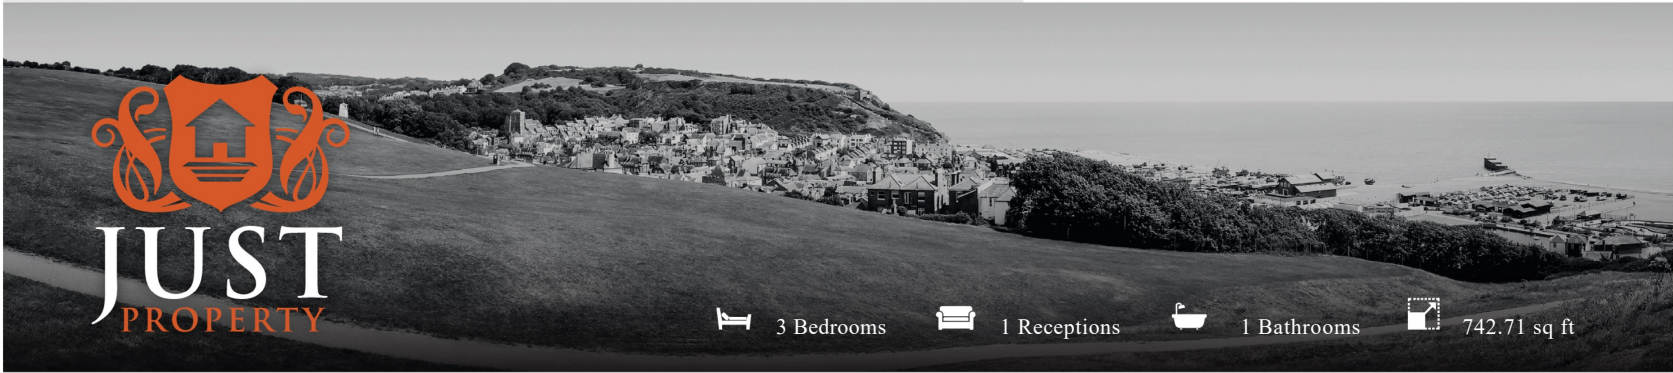 JUST
PROPERTY
3 Bedrooms
1 Receptions
1 Bathrooms
742.71 sq ft